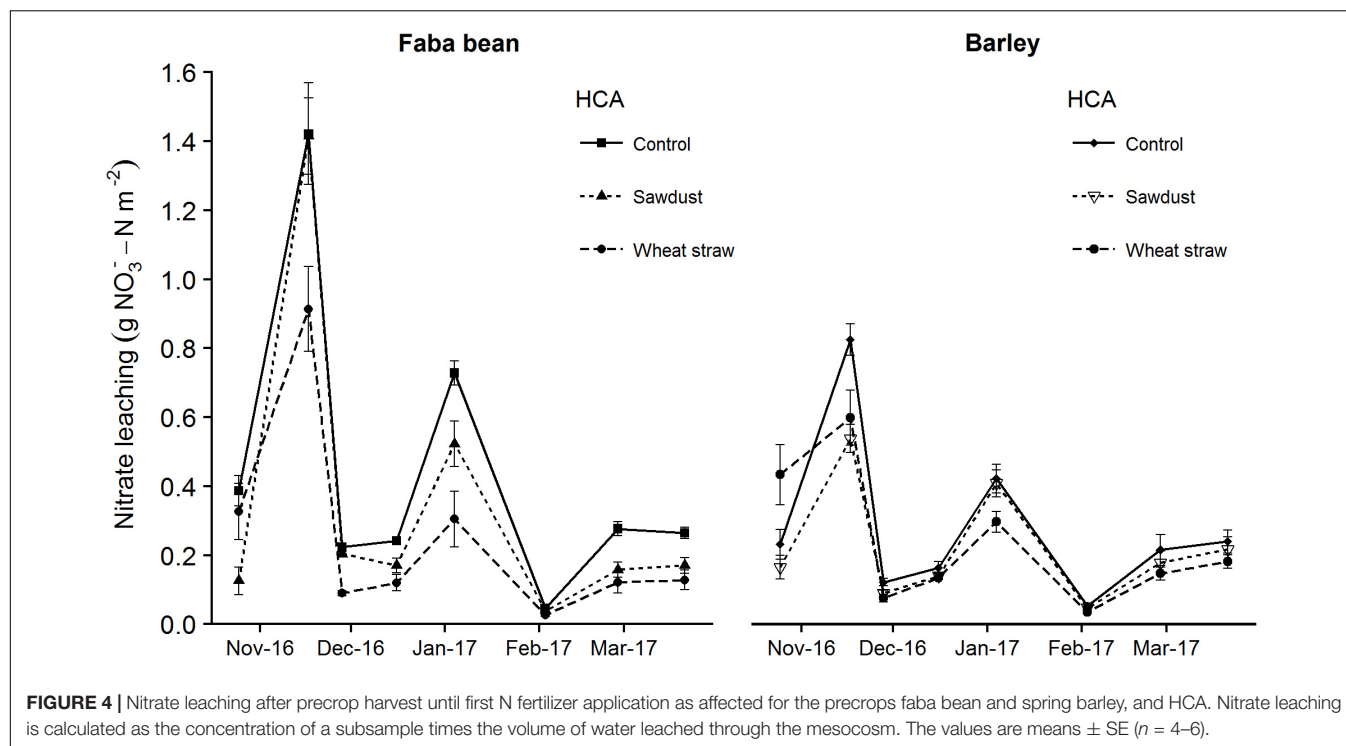 Faba bean
Barley
Nitrate leaching (g NO₃⁻ – N m⁻²)
1.6
1.4
1.2
1.0
0.8
0.6
0.4
0.2
0.0
HCA
Control
Sawdust
Wheat straw
HCA
Control
Sawdust
Wheat straw
Nov-16 Dec-16 Jan-17 Feb-17 Mar-17
Nov-16 Dec-16 Jan-17 Feb-17 Mar-17
FIGURE 4 | Nitrate leaching after precrop harvest until first N fertilizer application as affected for the precrops faba bean and spring barley, and HCA. Nitrate leaching
is calculated as the concentration of a subsample times the volume of water leached through the mesocosm. The values are means ± SE (n = 4–6).